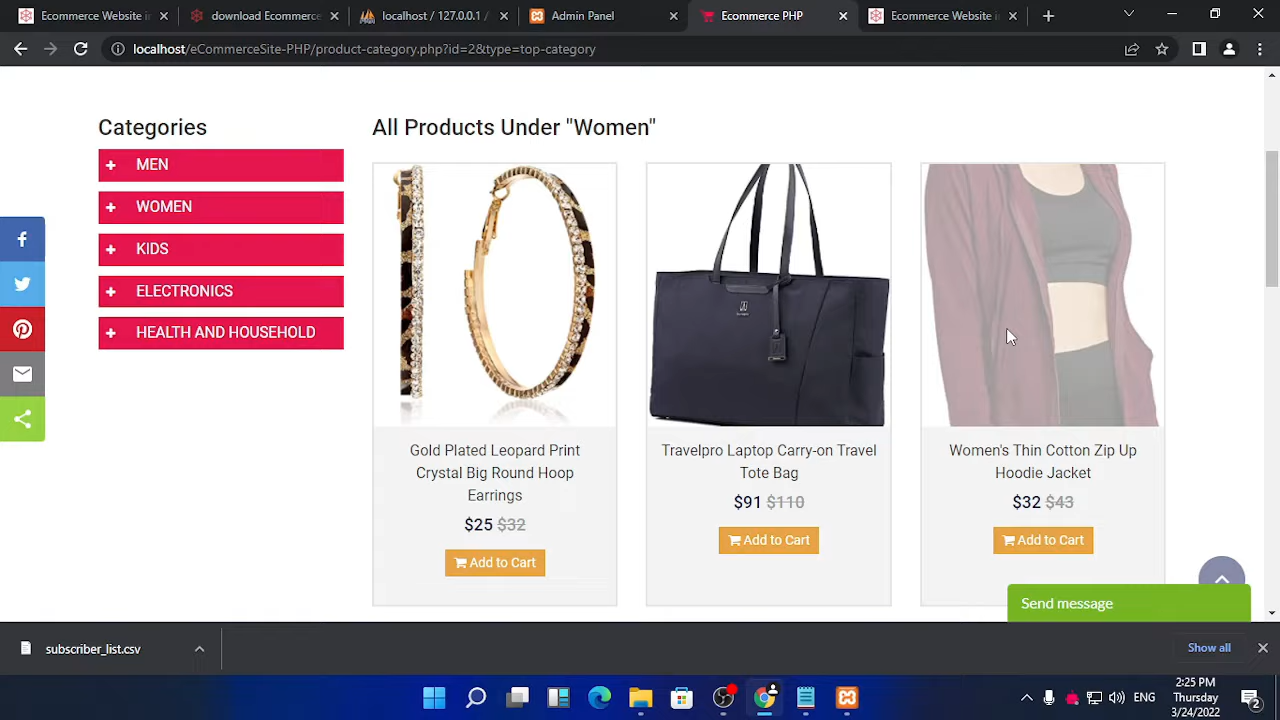 Ecommerce Website in
download Ecommerce
localhost / 127.0.0.1 /
Admin Panel
Ecommerce PHP
Ecommerce Website in
localhost/eCommerceSite-PHP/product-category.php?id=2&type=top-category
Categories
MEN
WOMEN
KIDS
ELECTRONICS
HEALTH AND HOUSEHOLD
All Products Under "Women"
Gold Plated Leopard Print
Crystal Big Round Hoop
Earrings
$25 $32
Add to Cart
Travelpro Laptop Carry-on Travel
Tote Bag
$91 $110
Add to Cart
Women's Thin Cotton Zip Up
Hoodie Jacket
$32 $43
Add to Cart
Send message
subscriber_list.csv
Show all
ENG
2:25 PM
Thursday
3/24/2022
2